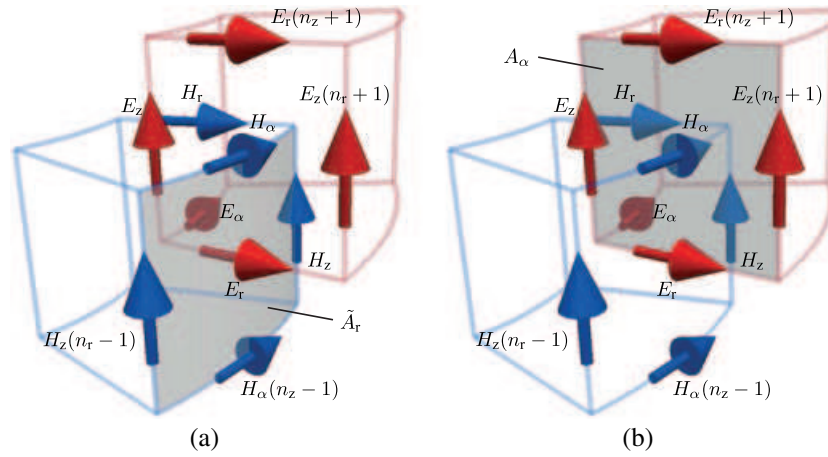 E_r(n_z + 1)
H_r
E_z
H_α
E_z(n_r + 1)
E_α
H_z
E_r
H_z(n_r − 1)
Ã_r
H_α(n_z − 1)
(a)
E_r(n_z + 1)
A_α
H_r
E_z(n_r + 1)
E_z
H_α
E_α
H_z
E_r
H_z(n_r − 1)
H_α(n_z − 1)
(b)